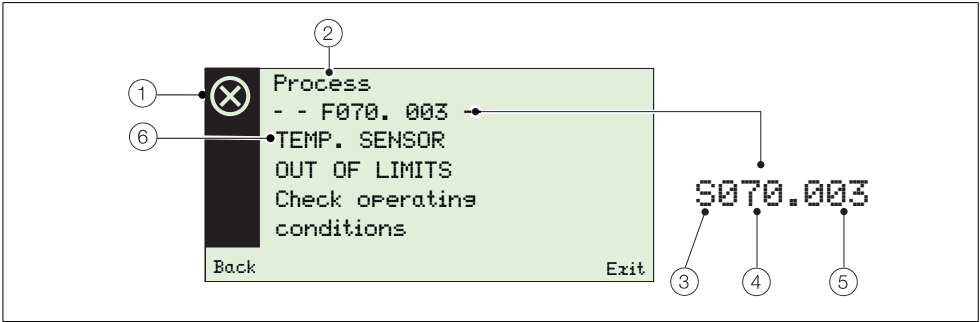 2
Process
1
- - F070. 003 -
6
TEMP. SENSOR
OUT OF LIMITS
Check operating
conditions
S070.003
Back Exit
3 4 5